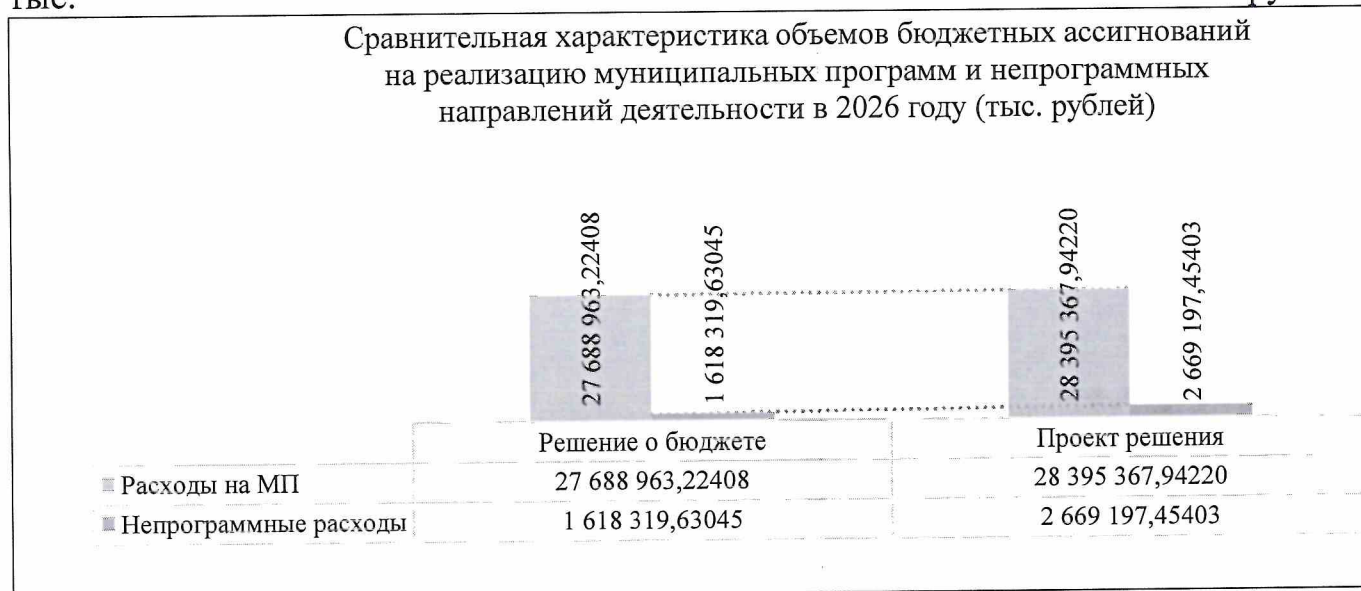 тыс.
Сравнительная характеристика объемов бюджетных ассигнований
на реализацию муниципальных программ и непрограммных
направлений деятельности в 2026 году (тыс. рублей)
27 688 963,22408
1 618 319,63045
28 395 367,94220
2 669 197,45403
Решение о бюджете Проект решения
Расходы на МП 27 688 963,22408 28 395 367,94220
Непрограммные расходы 1 618 319,63045 2 669 197,45403